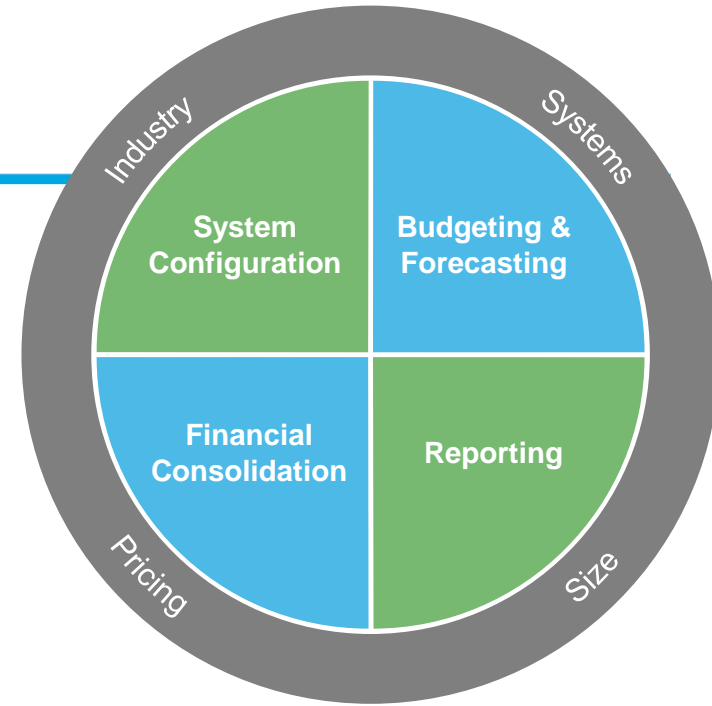 Industry
Systems
System
Configuration
Budgeting &
Forecasting
Financial
Consolidation
Reporting
Pricing
Size